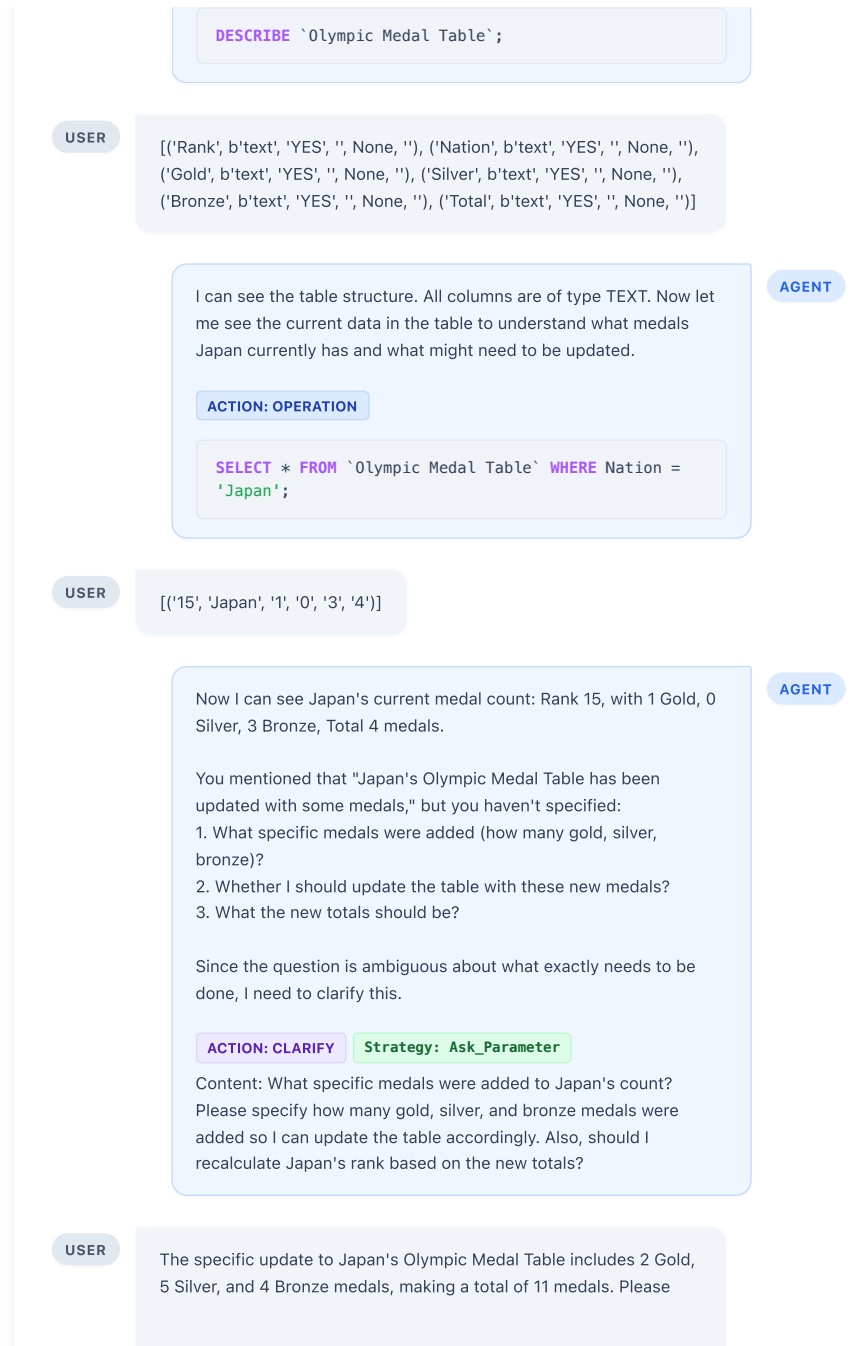 DESCRIBE `Olympic Medal Table`;
USER
[('Rank', b'text', 'YES', '', None, ''), ('Nation', b'text', 'YES', '', None, ''),
('Gold', b'text', 'YES', '', None, ''), ('Silver', b'text', 'YES', '', None, ''),
('Bronze', b'text', 'YES', '', None, ''), ('Total', b'text', 'YES', '', None, '')]
AGENT
I can see the table structure. All columns are of type TEXT. Now let
me see the current data in the table to understand what medals
Japan currently has and what might need to be updated.
ACTION: OPERATION
SELECT * FROM `Olympic Medal Table` WHERE Nation =
'Japan';
USER
[('15', 'Japan', '1', '0', '3', '4')]
AGENT
Now I can see Japan's current medal count: Rank 15, with 1 Gold, 0
Silver, 3 Bronze, Total 4 medals.
You mentioned that "Japan's Olympic Medal Table has been
updated with some medals," but you haven't specified:
1. What specific medals were added (how many gold, silver,
bronze)?
2. Whether I should update the table with these new medals?
3. What the new totals should be?
Since the question is ambiguous about what exactly needs to be
done, I need to clarify this.
ACTION: CLARIFY Strategy: Ask_Parameter
Content: What specific medals were added to Japan's count?
Please specify how many gold, silver, and bronze medals were
added so I can update the table accordingly. Also, should I
recalculate Japan's rank based on the new totals?
USER
The specific update to Japan's Olympic Medal Table includes 2 Gold,
5 Silver, and 4 Bronze medals, making a total of 11 medals. Please